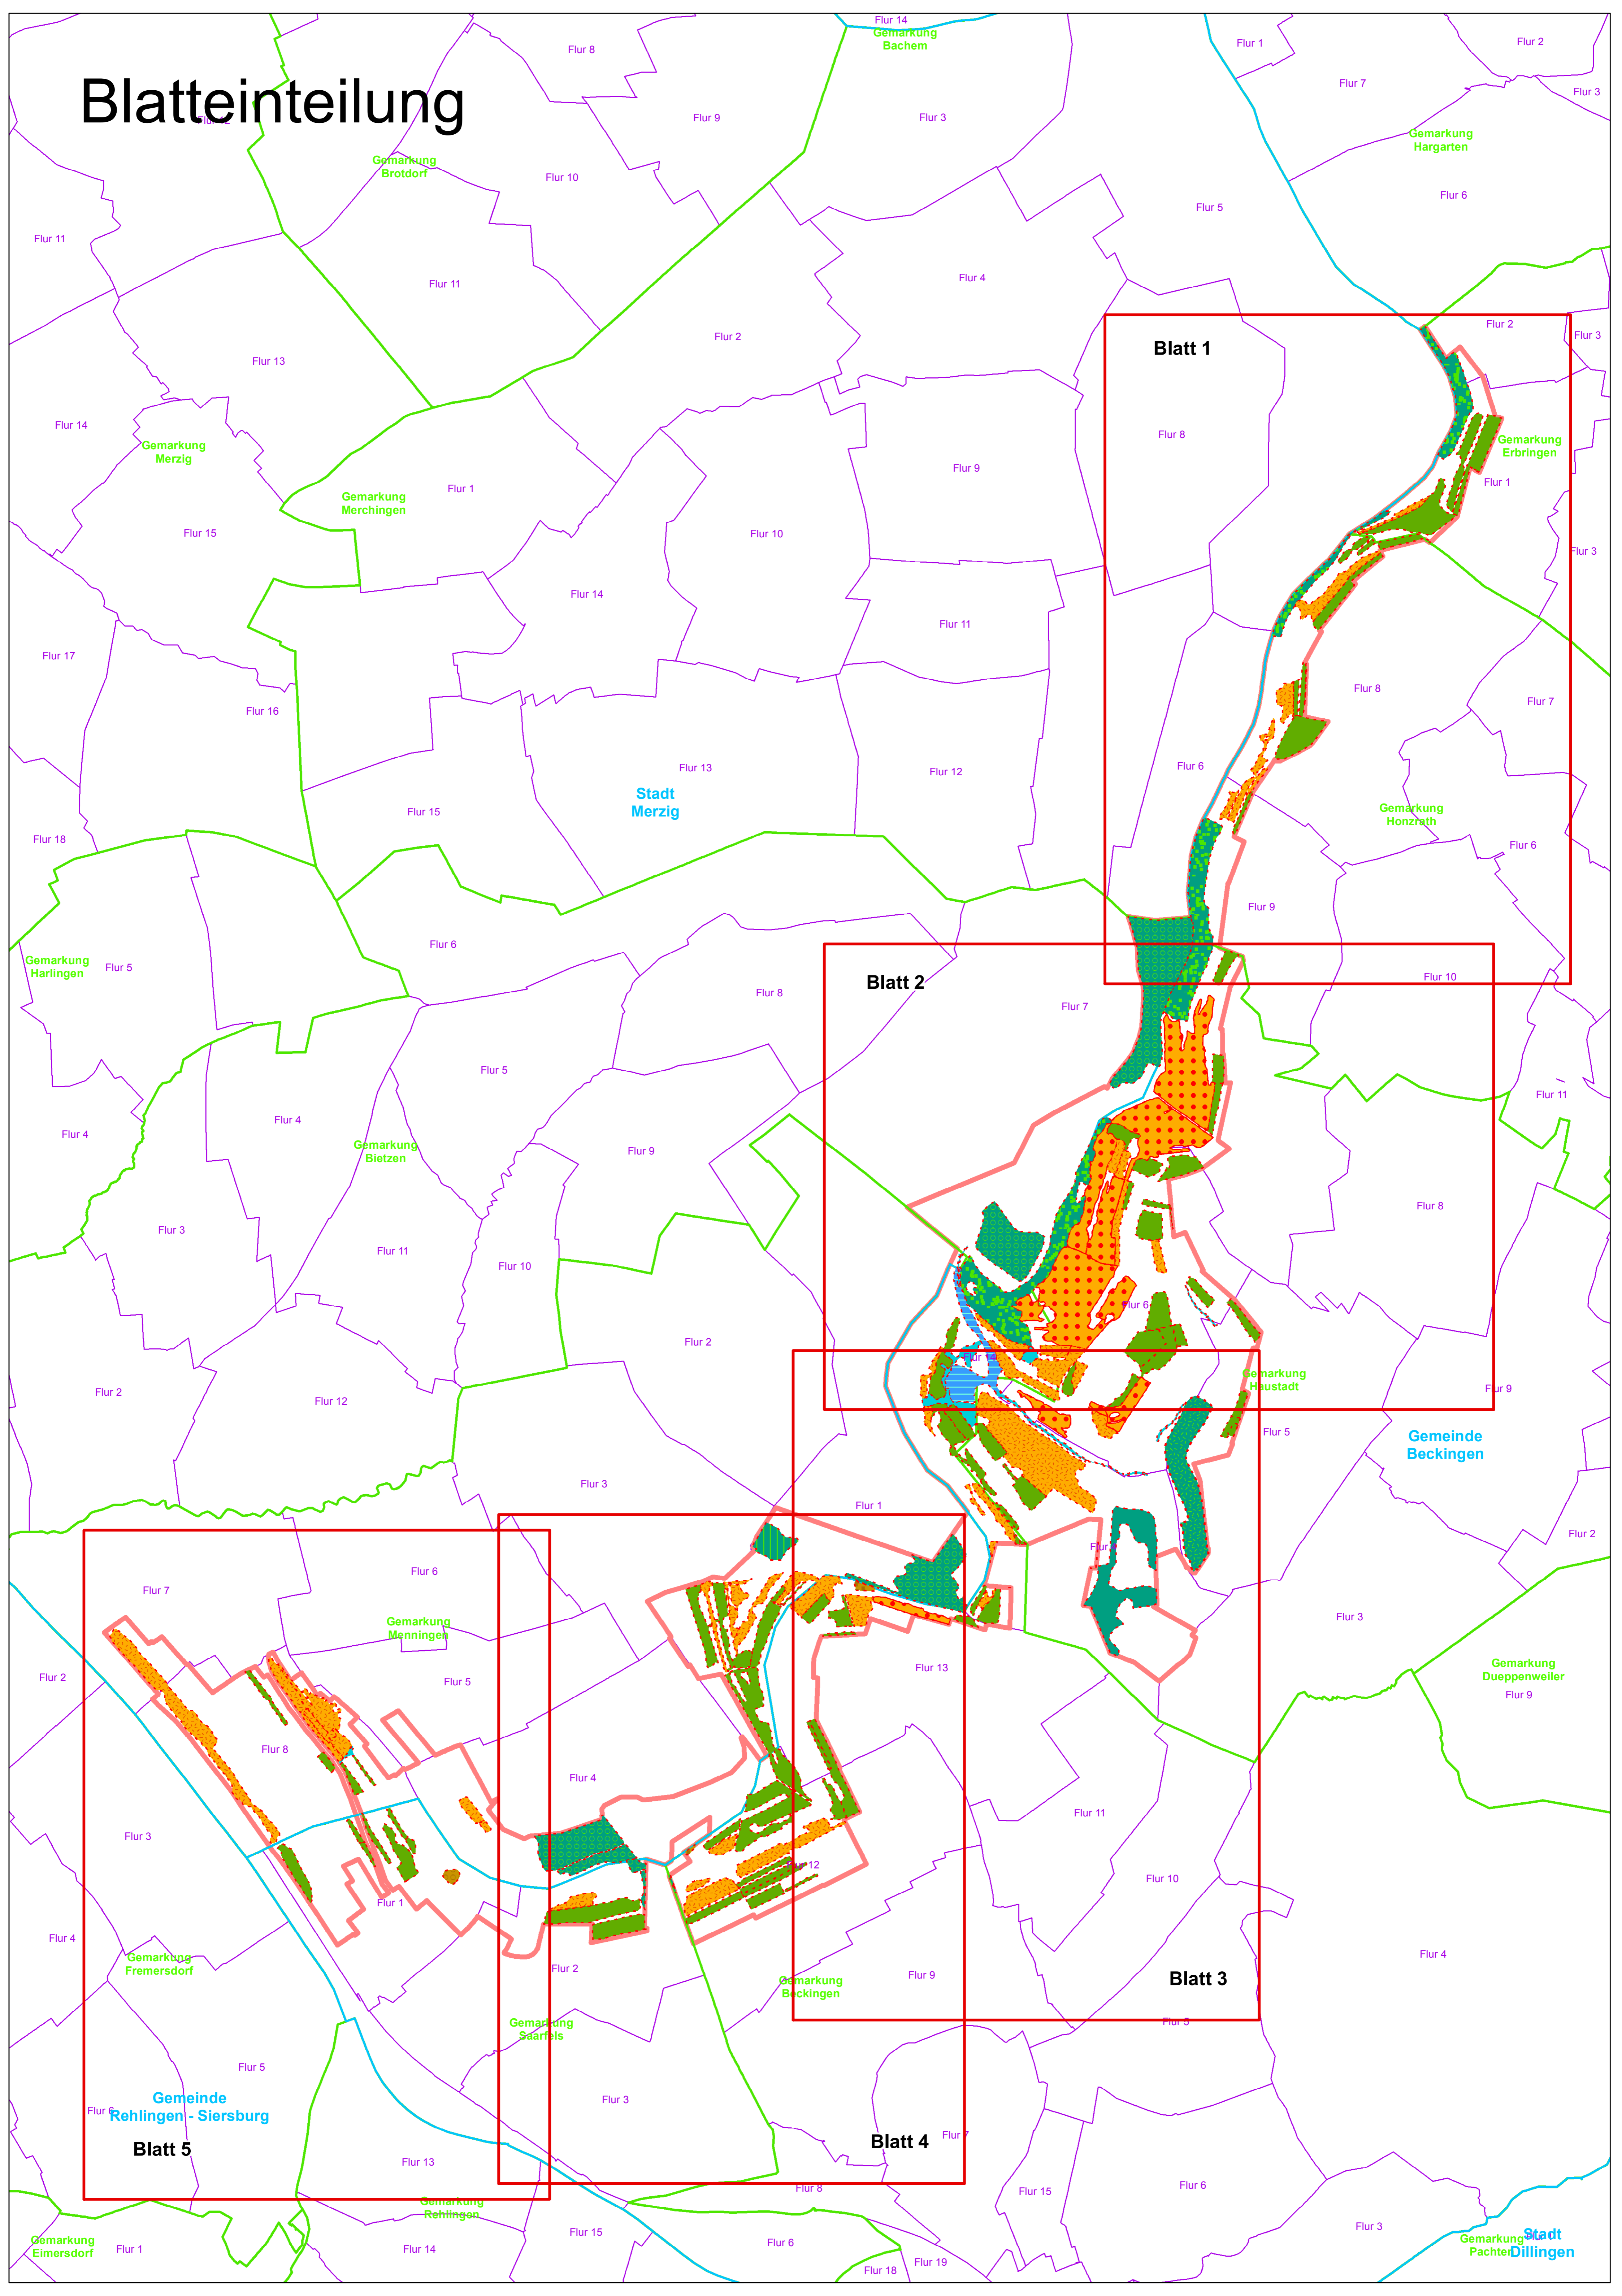 Blatteinteilung
Flur 14
Gemarkung
Bachem
Flur 8
Flur 1
Flur 2
Flur 7
Flur 3
Flur 12
Flur 9
Flur 3
Gemarkung
Hargarten
Gemarkung
Brotdorf
Flur 10
Flur 6
Flur 5
Flur 11
Flur 11
Flur 4
Flur 2
Flur 2
Flur 3
Blatt 1
Flur 13
Flur 14
Gemarkung
Merzig
Flur 8
Gemarkung
Erbringen
Flur 9
Flur 1
Flur 1
Gemarkung
Merchingen
Flur 15
Flur 10
Flur 3
Flur 14
Flur 11
Flur 17
Flur 8
Flur 7
Flur 16
Flur 13
Flur 6
Flur 12
Stadt
Merzig
Flur 15
Gemarkung
Honzrath
Flur 18
Flur 6
Flur 9
Flur 6
Gemarkung
Harlingen
Flur 5
Flur 10
Blatt 2
Flur 8
Flur 7
Flur 5
Flur 11
Flur 4
Flur 4
Gemarkung
Bietzen
Flur 9
Flur 3
Flur 8
Flur 11
Flur 10
Flur 6
Flur 2
Flur 14
Gemarkung
Haustadt
Flur 2
Flur 12
Flur 9
Flur 5
Gemeinde
Beckingen
Flur 3
Flur 1
Flur 2
Flur 7
Flur 6
Gemarkung
Menningen
Flur 3
Flur 2
Flur 5
Flur 13
Gemarkung
Dueppenweiler
Flur 9
Flur 8
Flur 4
Flur 3
Flur 11
Flur 12
Flur 10
Flur 1
Flur 4
Flur 4
Gemarkung
Fremersdorf
Flur 2
Flur 9
Blatt 3
Gemarkung
Beckingen
Gemarkung
Saarfels
Flur 5
Flur 5
Gemeinde
Rehlingen - Siersburg
Flur 6
Flur 3
Blatt 5
Blatt 4
Flur 7
Flur 13
Flur 8
Flur 15
Flur 6
Gemarkung
Rehlingen
Flur 15
Flur 3
Gemarkung
Eimersdorf
Flur 1
Flur 14
Flur 6
Flur 19
Flur 18
Gemarkung
Pachten
Stadt
Dillingen